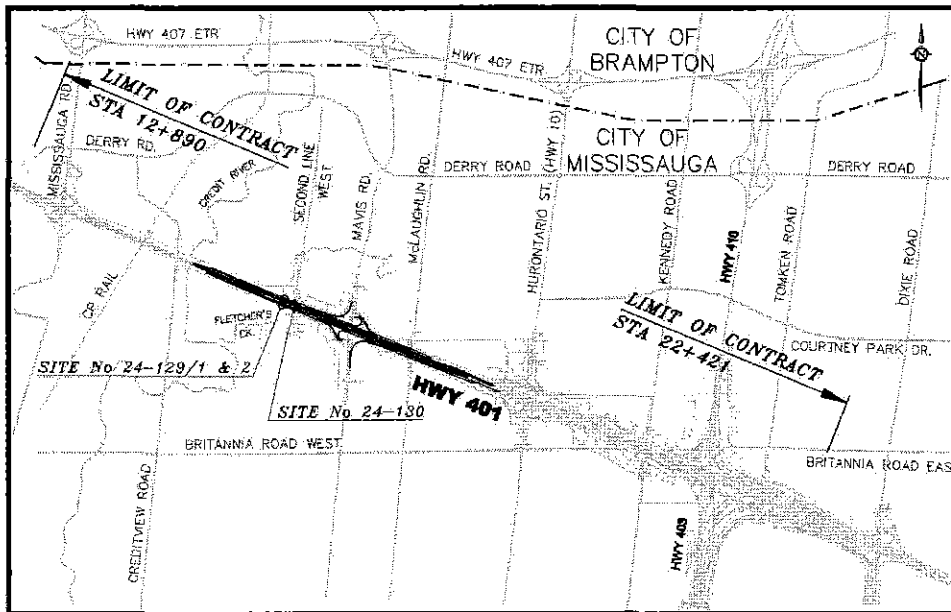 HWY 407 ETR
HWY 407 ETR
CITY OF
BRAMPTON
CITY OF
MISSISSAUGA
LIMIT OF CONTRACT
STA 12+890
MISSISSAUGA RD.
DERRY RD.
CREDIT RIVER
SECOND LINE
WEST
MAVIS RD.
McLAUGHLIN RD.
DERRY ROAD
HURONTARIO ST. (HWY 10)
KENNEDY ROAD
HWY 410
TOMKEN ROAD
DERRY ROAD
DIXIE ROAD
CP RAIL
FLETCHER'S
CK
SITE No 24-129/1 & 2
SITE No 24-130
HWY 401
LIMIT OF CONTRACT
STA 22+421
COURTNEY PARK DR.
BRITANNIA ROAD WEST
BRITANNIA ROAD EAS
CREDITVIEW ROAD
HWY 403